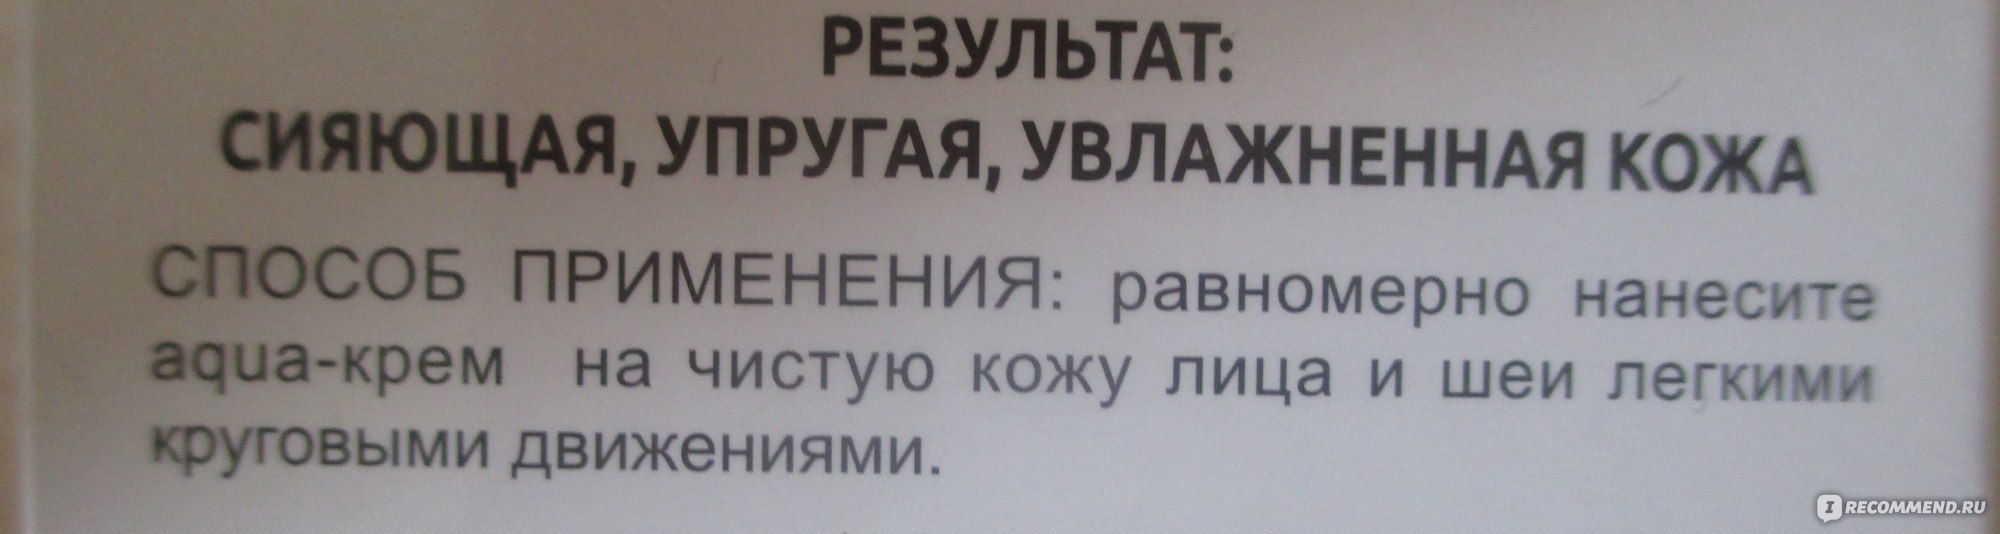 РЕЗУЛЬТАТ:
СИЯЮЩАЯ, УПРУГАЯ, УВЛАЖНЕННАЯ КОЖА
СПОСОБ ПРИМЕНЕНИЯ: равномерно нанесите
aqua-крем на чистую кожу лица и шеи легкими
круговыми движениями.
IRECOMMEND.RU